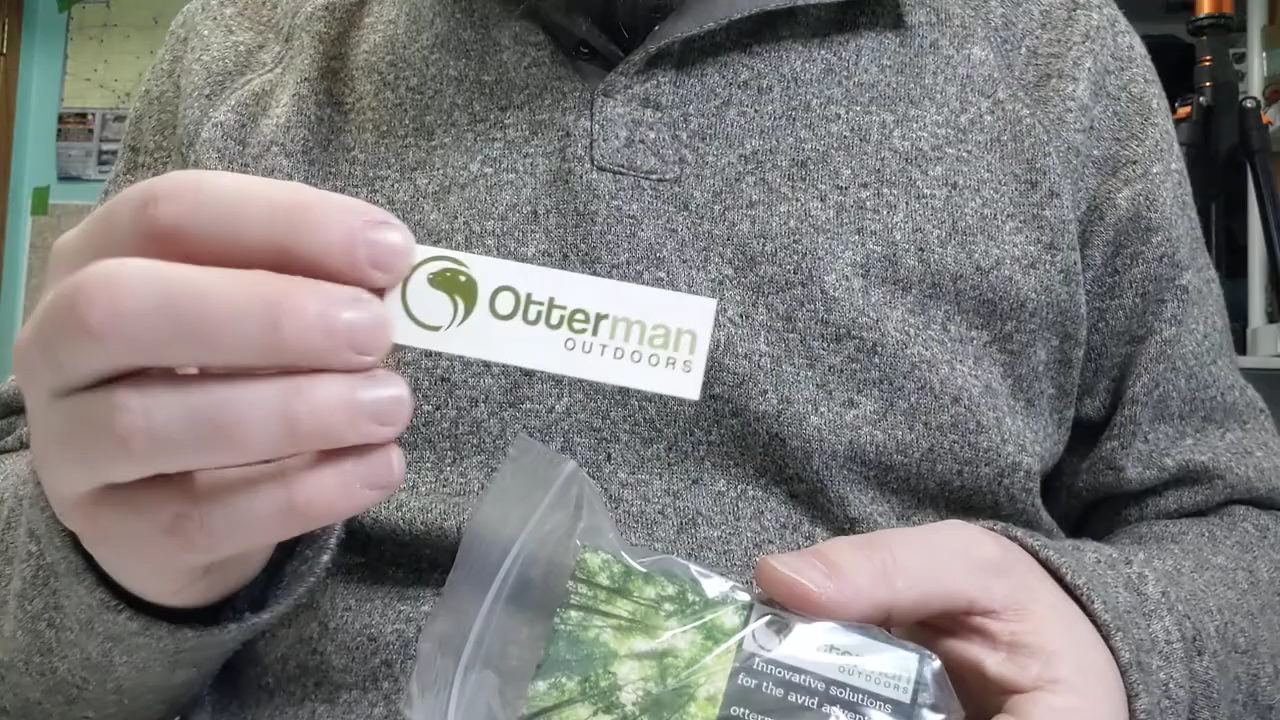 Otterman
OUTDOORS
OUTDOORS
Innovative solutions
for the avid